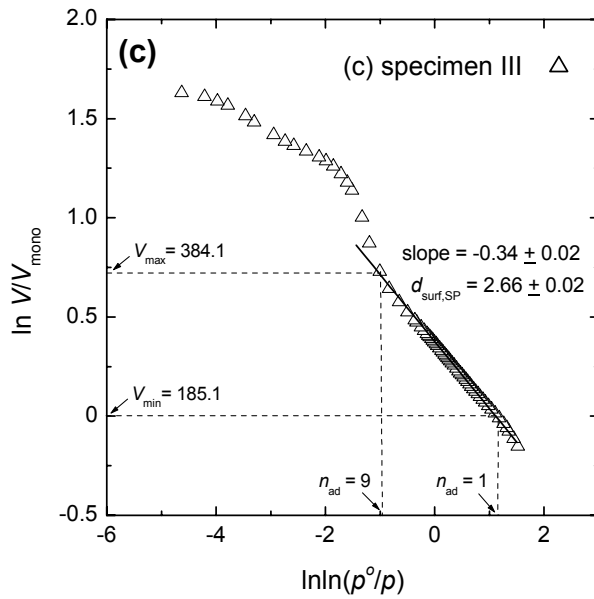 (c)
(c) specimen III △
2.0
1.5
1.0
0.5
0
-0.5
ln V/V_mono
V_max = 384.1
slope = -0.34 ± 0.02
d_surf,SP = 2.66 ± 0.02
V_min = 185.1
n_ad = 9
n_ad = 1
-6 -4 -2 0 2 4
lnln(p^o/p)